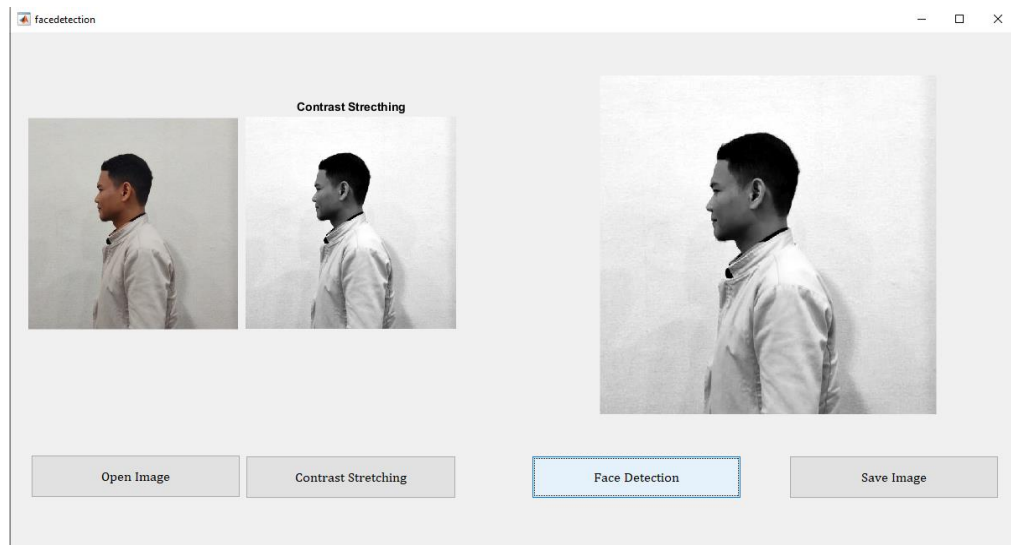 facedetection
Contrast Strecthing
Open Image
Contrast Stretching
Face Detection
Save Image